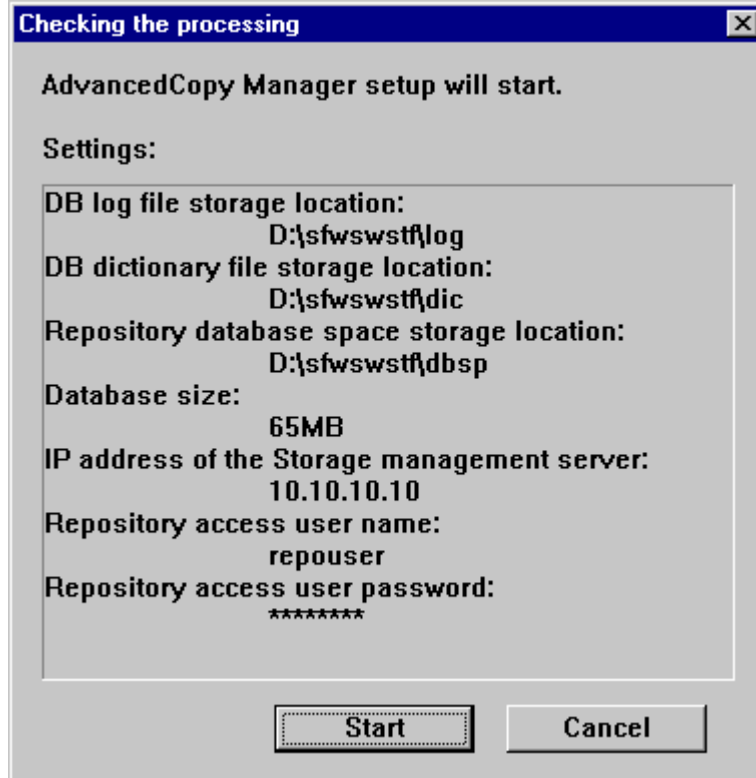 Checking the processing
AdvancedCopy Manager setup will start.
Settings:
DB log file storage location:
D:\sfwswstf\log
DB dictionary file storage location:
D:\sfwswstf\dic
Repository database space storage location:
D:\sfwswstf\dbsp
Database size:
65MB
IP address of the Storage management server:
10.10.10.10
Repository access user name:
repouser
Repository access user password:
********
Start
Cancel